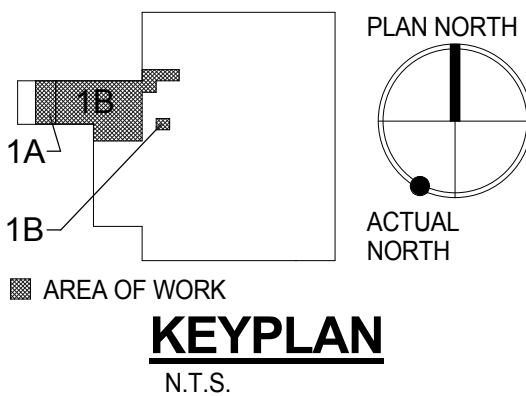 PLAN NORTH
1B
1A
1B
ACTUAL
NORTH
AREA OF WORK
KEYPLAN
N.T.S.